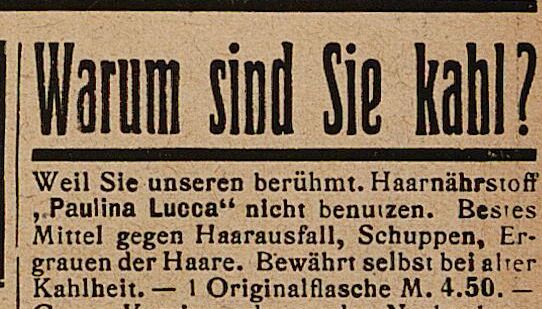 Warum sind Sie kahl?
Weil Sie unseren berühmt. Haarnährstoff
„Paulina Lucca“ nicht benutzen. Bestes
Mittel gegen Haarausfall, Schuppen, Er-
grauen der Haare. Bewährt selbst bei alter
Kahlheit. — 1 Originalflasche M. 4.50. —